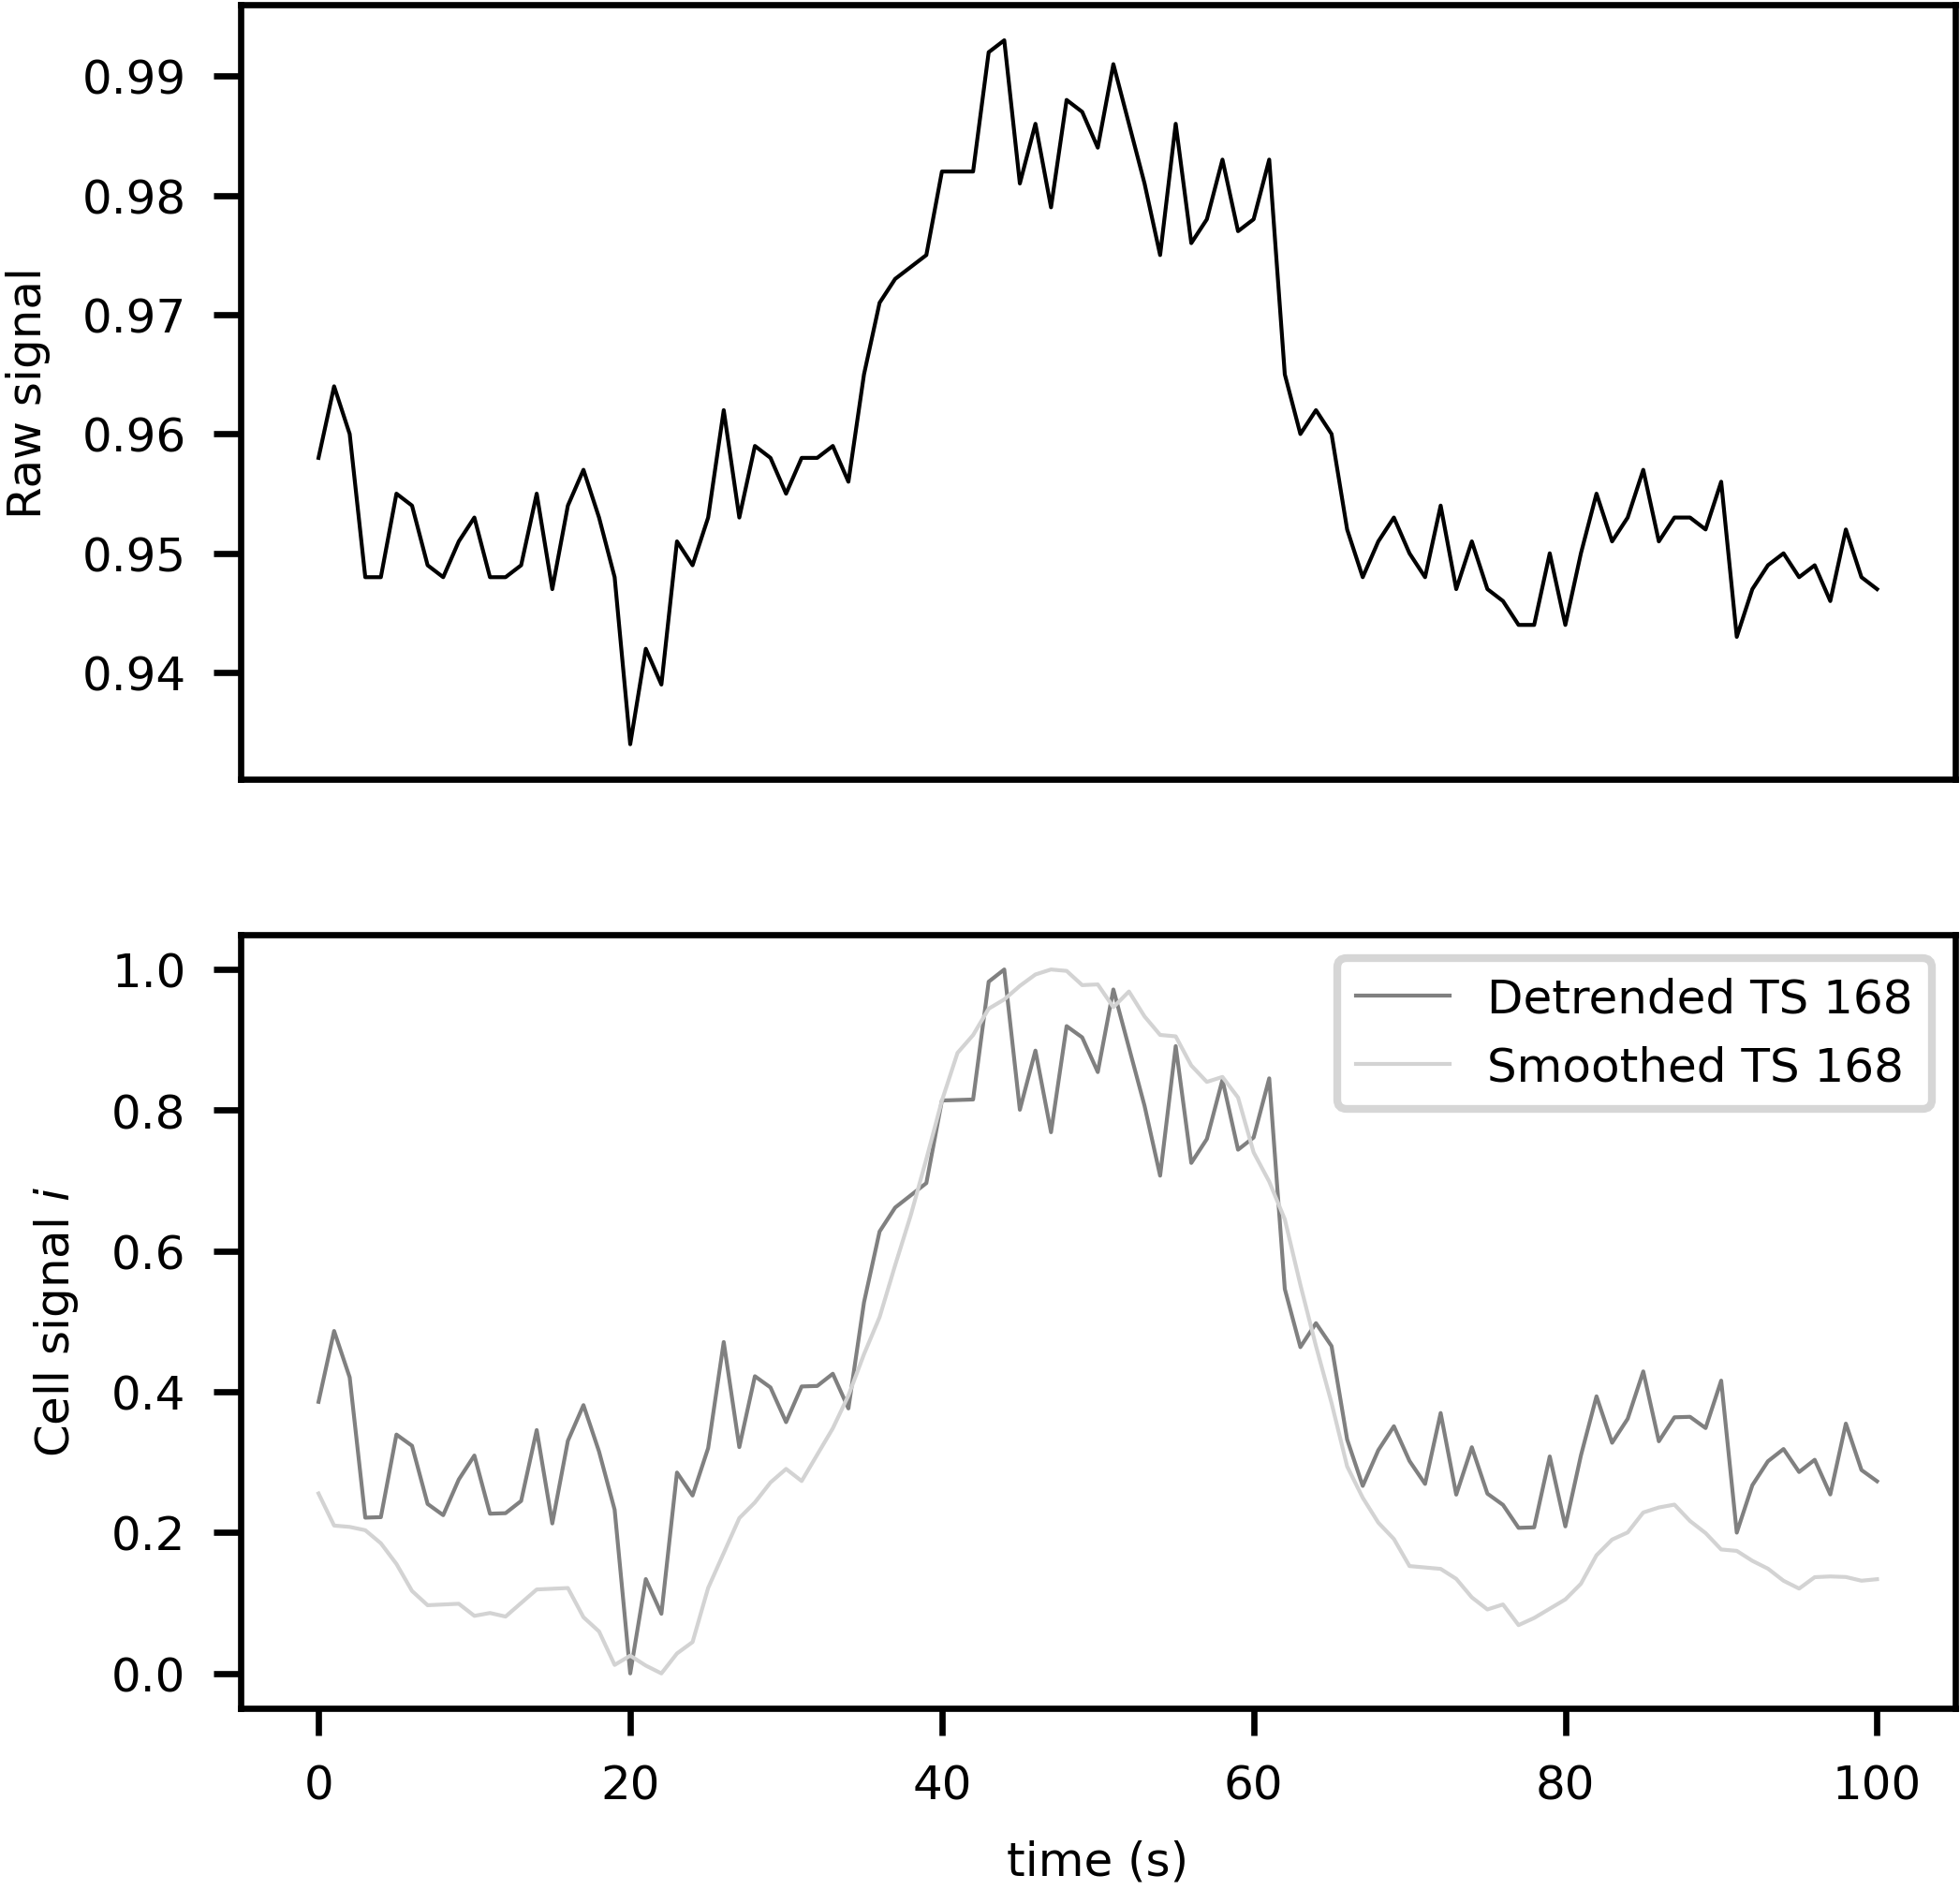 Raw signal
0.99
0.98
0.97
0.96
0.95
0.94
Cell signal i
1.0
0.8
0.6
0.4
0.2
0.0
Detrended TS 168
Smoothed TS 168
0 20 40 60 80 100
time (s)